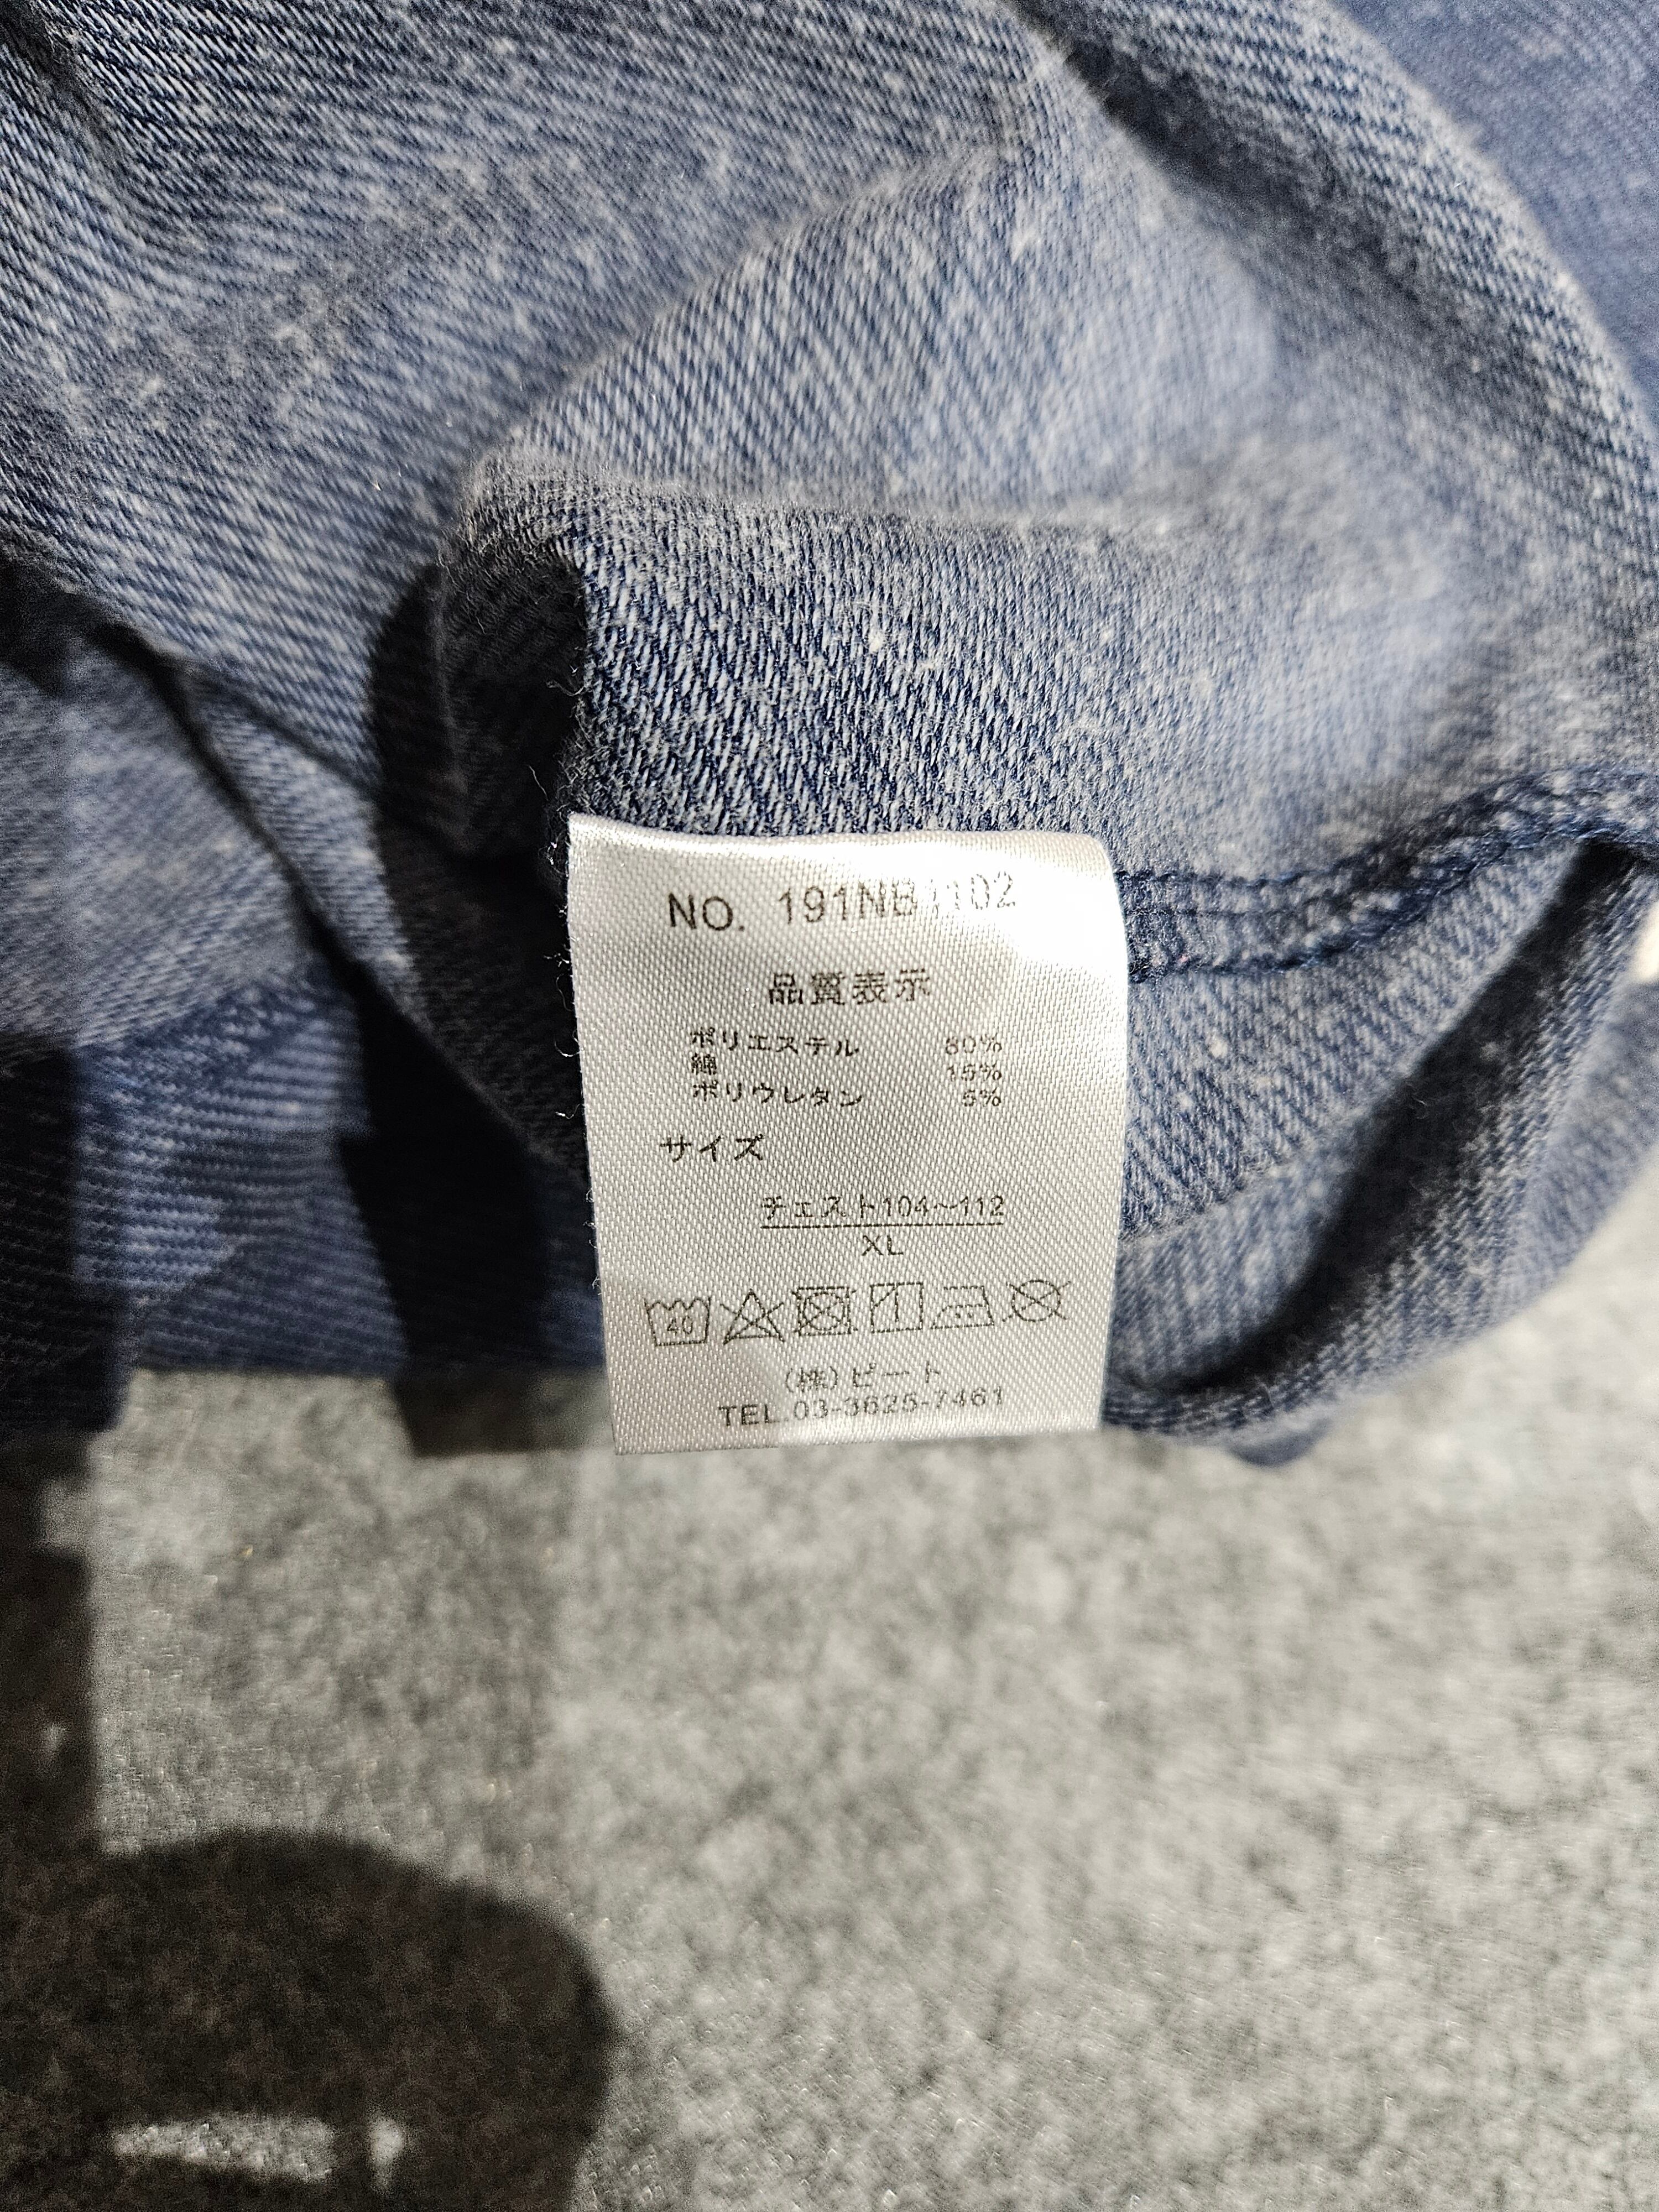 NO. 191NB1102
品質表示
ポリエステル 80%
綿 15%
ポリウレタン 5%
サイズ
チェスト104〜112
XL
40
(株)ビート
TEL.03-3625-7461